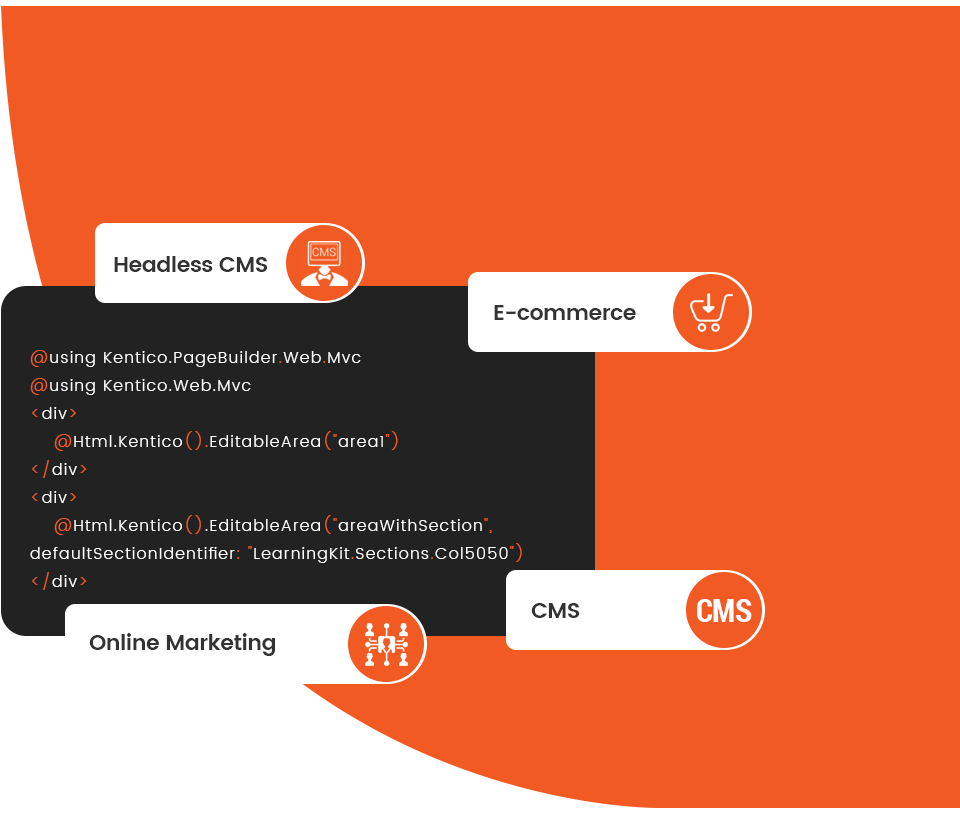 Headless CMS
CMS
E-commerce
@using Kentico.PageBuilder.Web.Mvc
@using Kentico.Web.Mvc
<div>
@Html.Kentico().EditableArea("area1")
</div>
<div>
@Html.Kentico().EditableArea("areaWithSection",
defaultSectionIdentifier: "LearningKit.Sections.Col5050")
</div>
CMS
CMS
Online Marketing